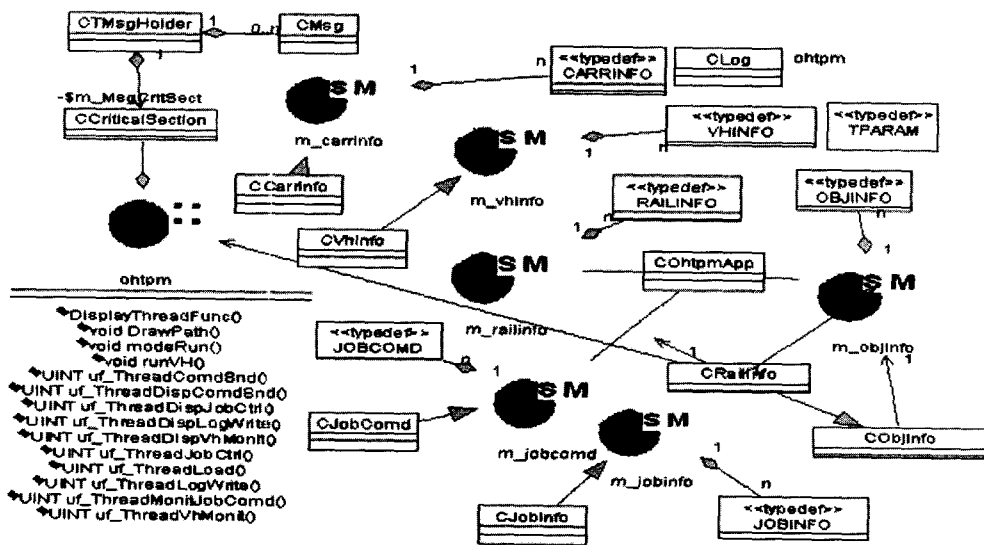 CTMsgHolder
1
0..n
CMsg
1
-$m_MsgCritSect
CCriticalSection
$ M
m_carrinfo
1
n
<<typedef>>
CARRINFO
CLog
ohtpm
CCarrInfo
$ M
m_vhinfo
1
n
<<typedef>>
VHINFO
<<typedef>>
TPARAM
CVhInfo
<<typedef>>
RAILINFO
n
1
<<typedef>>
OBJINFO
n
1
$ M
m_railinfo
COhtpmApp
$ M
m_objinfo
1
ohtpm
DisplayThreadFunc()
void DrawPath()
void modeRun()
void runVH()
UINT uf_ThreadComdSnd()
UINT uf_ThreadDispComdSnd()
UINT uf_ThreadDispJobCtrl()
UINT uf_ThreadDispLogWrite()
UINT uf_ThreadDispVhMonit()
UINT uf_ThreadJobCtrl()
UINT uf_ThreadLoad()
UINT uf_ThreadLogWrite()
UINT uf_ThreadMonitJobComd()
UINT uf_ThreadVhMonit()
<<typedef>>
JOBCOMD
n
1
$ M
m_jobcomd
CJobComd
1
CRailInfo
CObjInfo
$ M
m_jobinfo
1
n
CJobInfo
<<typedef>>
JOBINFO